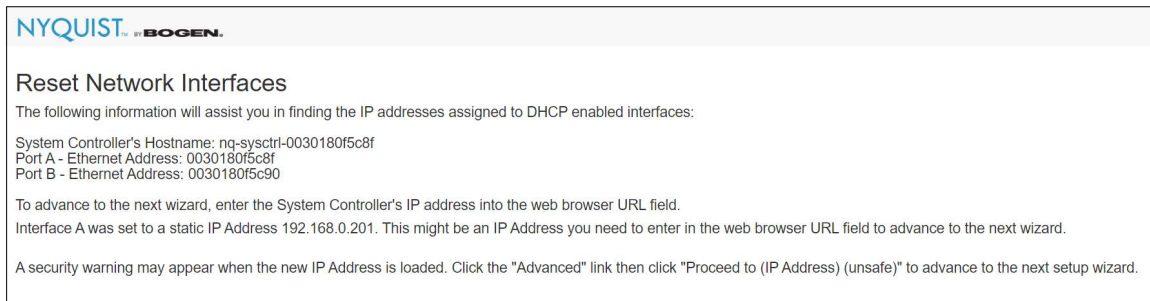 NYQUIST™ BY BOGEN®
Reset Network Interfaces
The following information will assist you in finding the IP addresses assigned to DHCP enabled interfaces:
System Controller's Hostname: nq-sysctrl-0030180f5c8f
Port A - Ethernet Address: 0030180f5c8f
Port B - Ethernet Address: 0030180f5c90
To advance to the next wizard, enter the System Controller's IP address into the web browser URL field.
Interface A was set to a static IP Address 192.168.0.201. This might be an IP Address you need to enter in the web browser URL field to advance to the next wizard.
A security warning may appear when the new IP Address is loaded. Click the "Advanced" link then click "Proceed to (IP Address) (unsafe)" to advance to the next setup wizard.